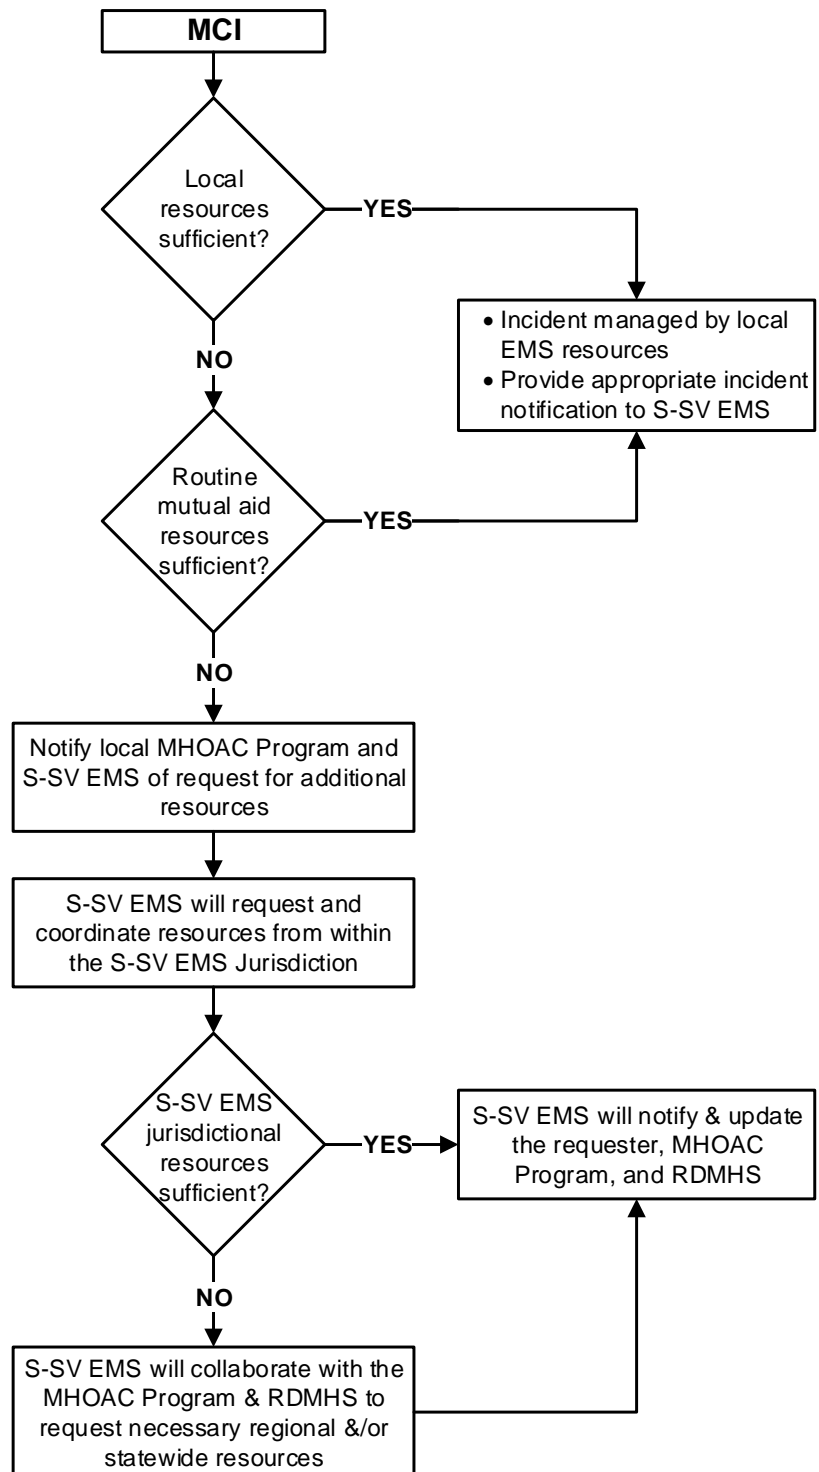 MCI
Local
resources
sufficient?
YES
• Incident managed by local
EMS resources
• Provide appropriate incident
notification to S-SV EMS
NO
Routine
mutual aid
resources
sufficient?
YES
NO
Notify local MHOAC Program and
S-SV EMS of request for additional
resources
S-SV EMS will request and
coordinate resources from within
the S-SV EMS Jurisdiction
S-SV EMS
jurisdictional
resources
sufficient?
YES
S-SV EMS will notify & update
the requester, MHOAC
Program, and RDMHS
NO
S-SV EMS will collaborate with the
MHOAC Program & RDMHS to
request necessary regional &/or
statewide resources